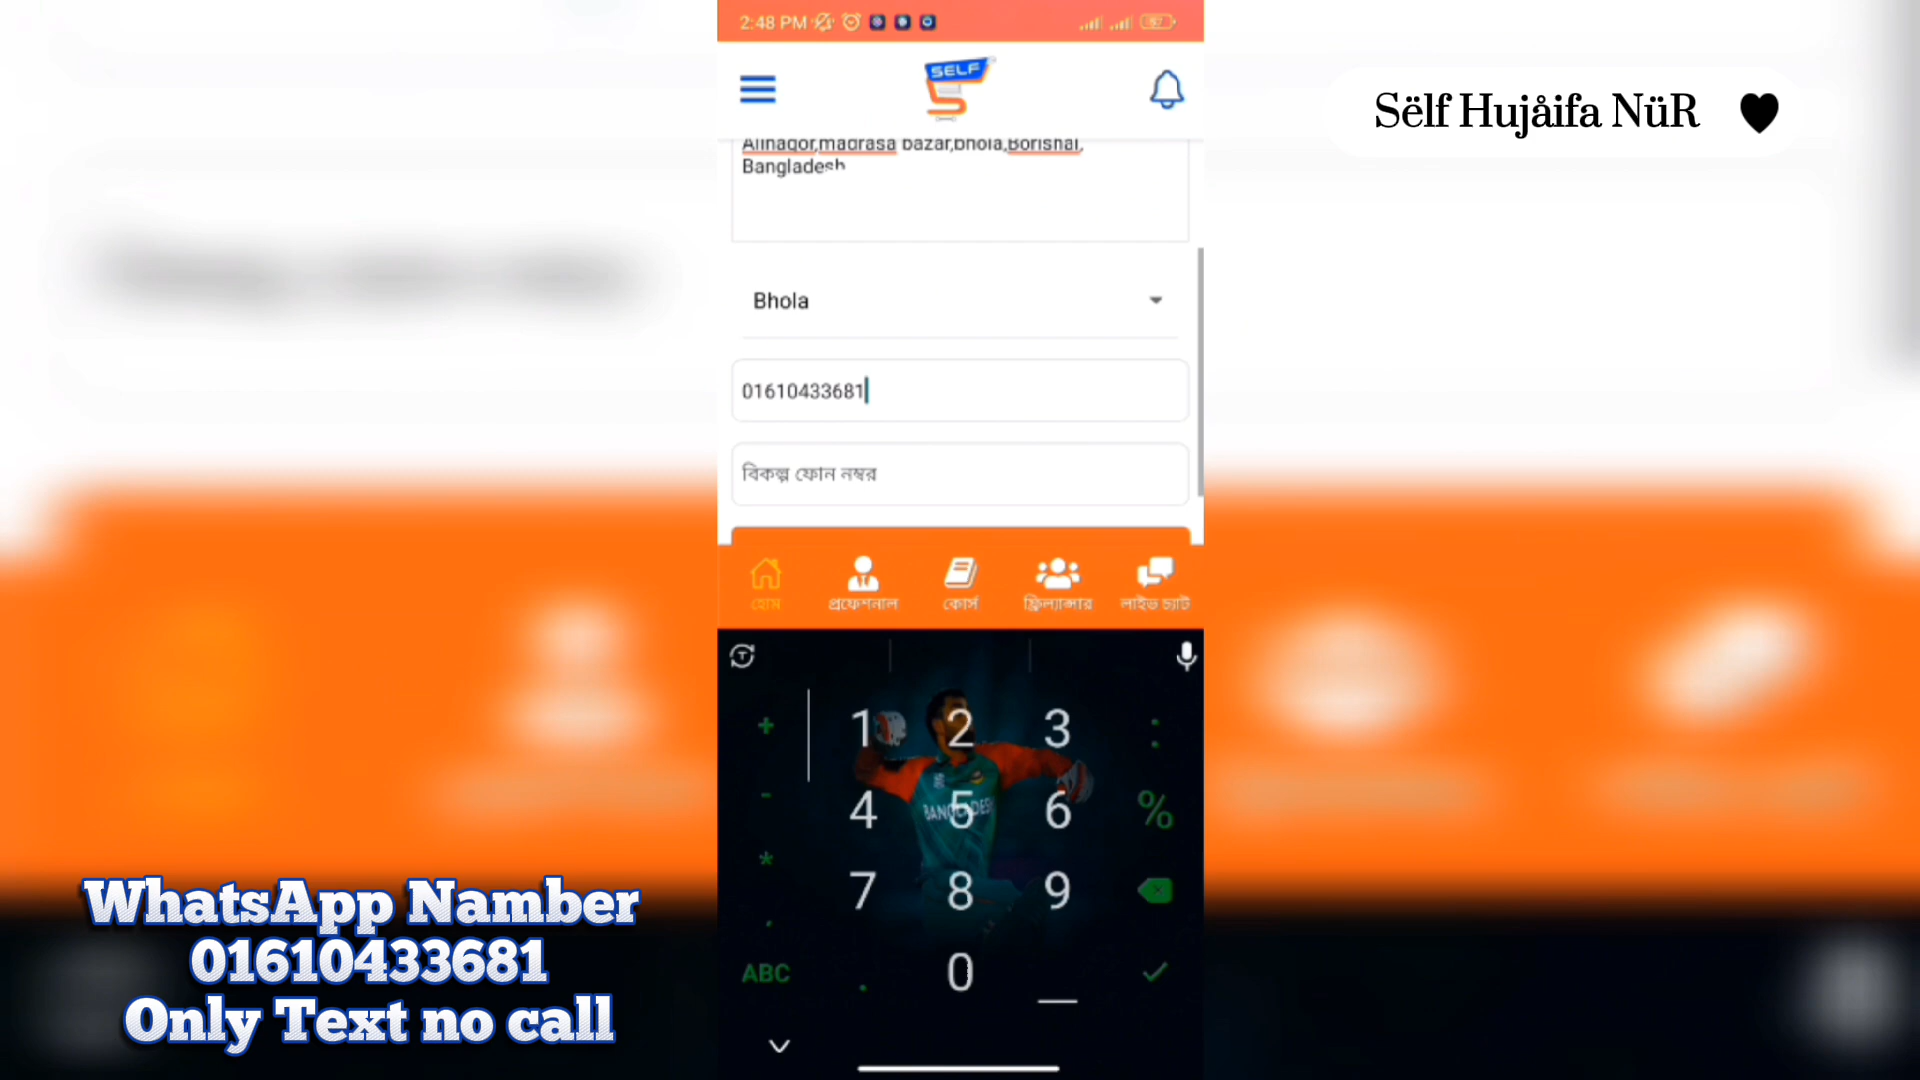 2:48 PM
57
SELF
Sëlf Hujåifa NüR 🖤
Alinagor,madrasa bazar,bhola,Borishal,
Bangladesh
Bhola
01610433681
বিকল্প ফোন নম্বর
হোম প্রফেশনাল কোর্স ফ্রিল্যান্সার লাইভ চ্যাট
+ 1 2 3 :
- 4 5 6 %
BANGLADESH
* 7 8 9
,
ABC . 0 ✓
WhatsApp Namber
01610433681
Only Text no call